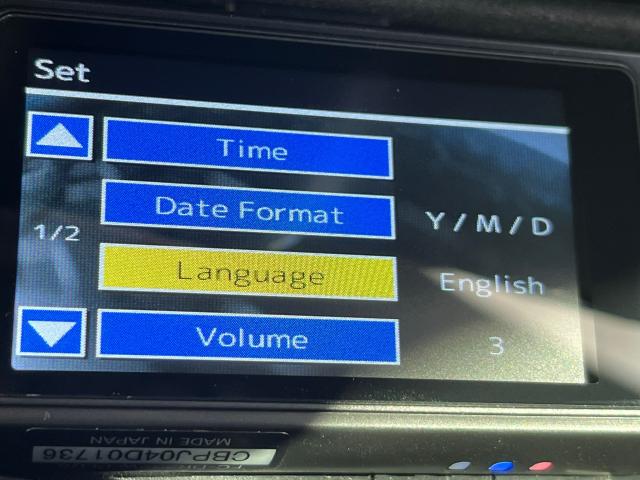 Set
Time
Date Format Y / M / D
1/2
Language English
Volume 3
MADE IN JAPAN
CBPJ04D01736